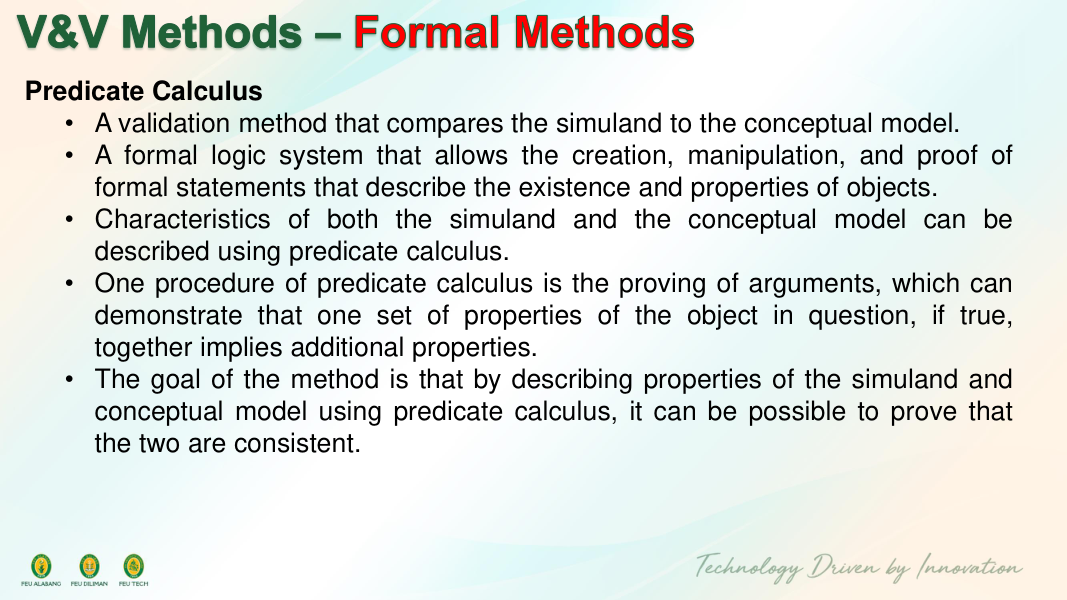 V&V Methods – Formal Methods
Predicate Calculus
• A validation method that compares the simuland to the conceptual model.
• A formal logic system that allows the creation, manipulation, and proof of
formal statements that describe the existence and properties of objects.
• Characteristics of both the simuland and the conceptual model can be
described using predicate calculus.
• One procedure of predicate calculus is the proving of arguments, which can
demonstrate that one set of properties of the object in question, if true,
together implies additional properties.
• The goal of the method is that by describing properties of the simuland and
conceptual model using predicate calculus, it can be possible to prove that
the two are consistent.
FEU ALABANG FEU DILIMAN FEU TECH
Technology Driven by Innovation